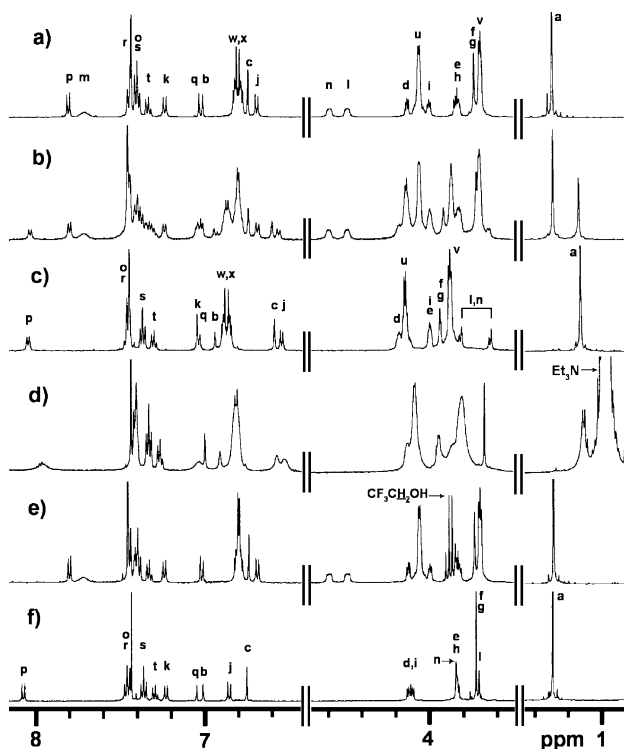 a)
r
o
s
p
m
t
k
q
b
w,x
c
j
n
l
d
u
i
e
h
f
g
v
a
b)
c)
p
o
r
s
t
k
q
b
w,x
c
j
u
d
i
e
f
g
v
l,n
a
d)
Et3N
e)
CF3CH2OH
f)
p
o
r
s
t
k
q
b
j
c
d,i
n
e
h
f
g
l
a
8
7
4
ppm
1